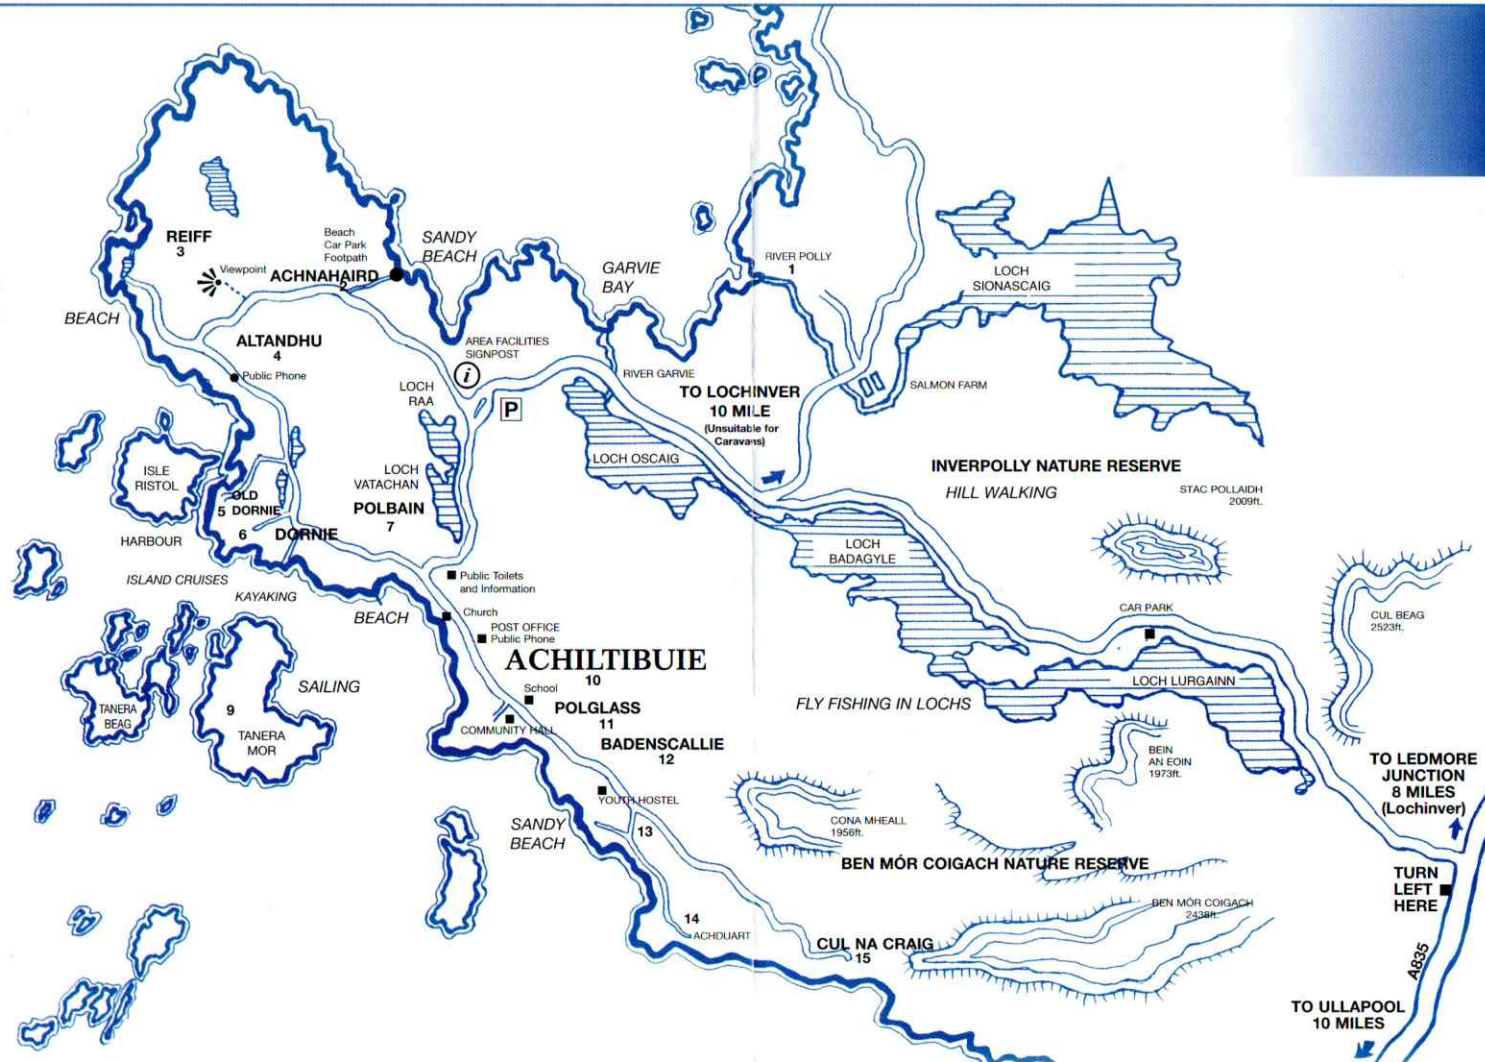 REIFF
3
Viewpoint
Beach
Car Park
Footpath
ACHNAHAIRD
2
SANDY
BEACH
GARVIE
BAY
RIVER POLLY
1
LOCH
SIONASCAIG
BEACH
ALTANDHU
4
Public Phone
AREA FACILITIES
SIGNPOST
i
P
LOCH
RAA
RIVER GARVIE
TO LOCHINVER
10 MILE
(Unsuitable for
Caravans)
SALMON FARM
ISLE
RISTOL
LOCH
VATACHAN
POLBAIN
7
LOCH OSCAIG
INVERPOLLY NATURE RESERVE
HILL WALKING
STAC POLLAIDH
2009ft.
OLD
DORNIE
5
6
DORNIE
HARBOUR
ISLAND CRUISES
KAYAKING
BEACH
LOCH
BADAGYLE
Public Toilets
and Information
Church
POST OFFICE
Public Phone
CAR PARK
CUL BEAG
2523ft.
ACHILTIBUIE
10
SAILING
TANERA
BEAG
9
TANERA
MOR
School
POLGLASS
11
COMMUNITY HALL
BADENSCALLIE
12
FLY FISHING IN LOCHS
LOCH LURGAINN
BEIN
AN EOIN
1973ft.
TO LEDMORE
JUNCTION
8 MILES
(Lochinver)
YOUTH HOSTEL
SANDY
BEACH
13
CONA MHEALL
1956ft.
BEN MÓR COIGACH NATURE RESERVE
TURN
LEFT
HERE
BEN MÓR COIGACH
2438ft.
14
ACHDUART
CUL NA CRAIG
15
A835
TO ULLAPOOL
10 MILES